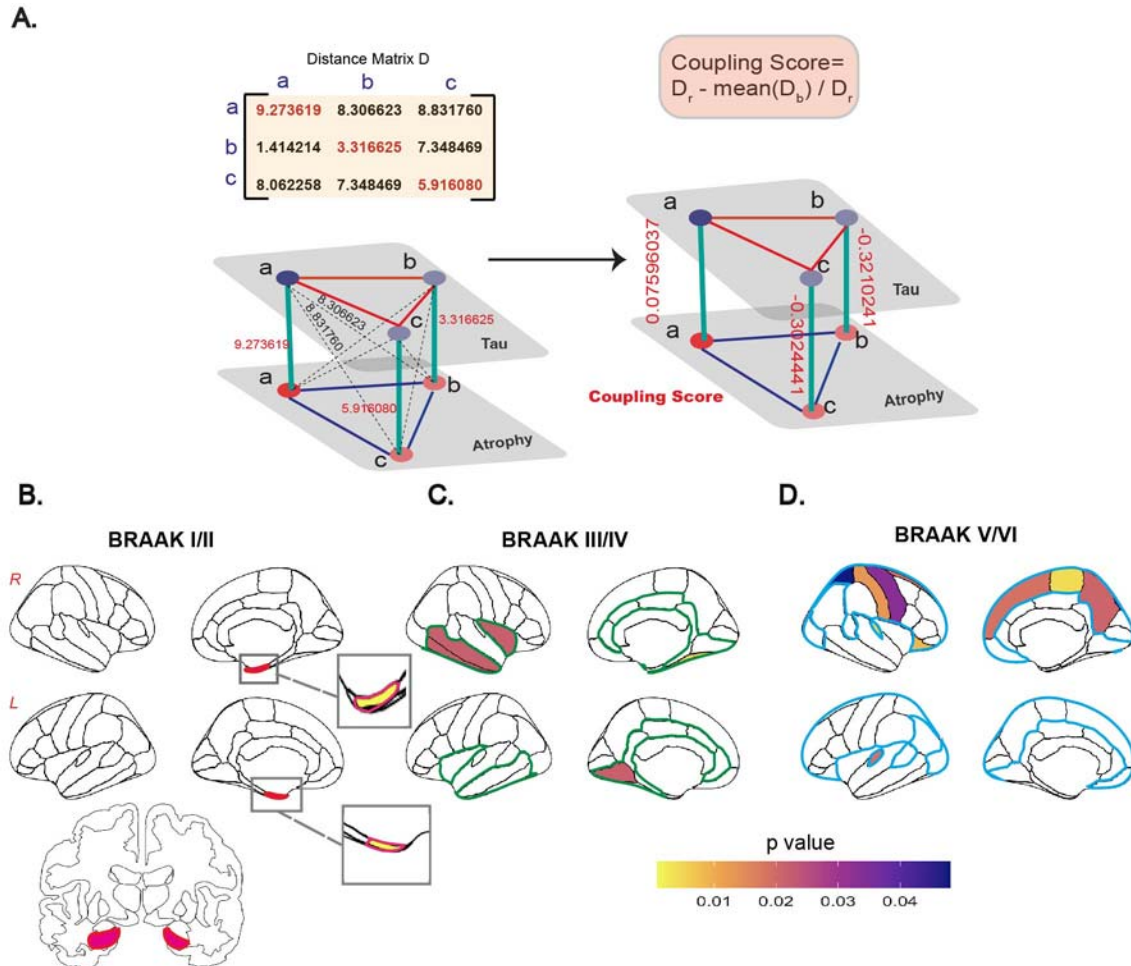 A.
Distance Matrix D
a b c
a 9.273619 8.306623 8.831760
b 1.414214 3.316625 7.348469
c 8.062258 7.348469 5.916080
Coupling Score=
D_r - mean(D_b) / D_r
a
b
c
8.306623
8.831760
9.273619
3.316625
5.916080
Tau
a
b
c
Atrophy
a
b
c
0.07596037
-0.3024441
-0.3210241
Tau
a
b
c
Coupling Score
Atrophy
B.
BRAAK I/II
R
L
C.
BRAAK III/IV
D.
BRAAK V/VI
p value
0.01 0.02 0.03 0.04